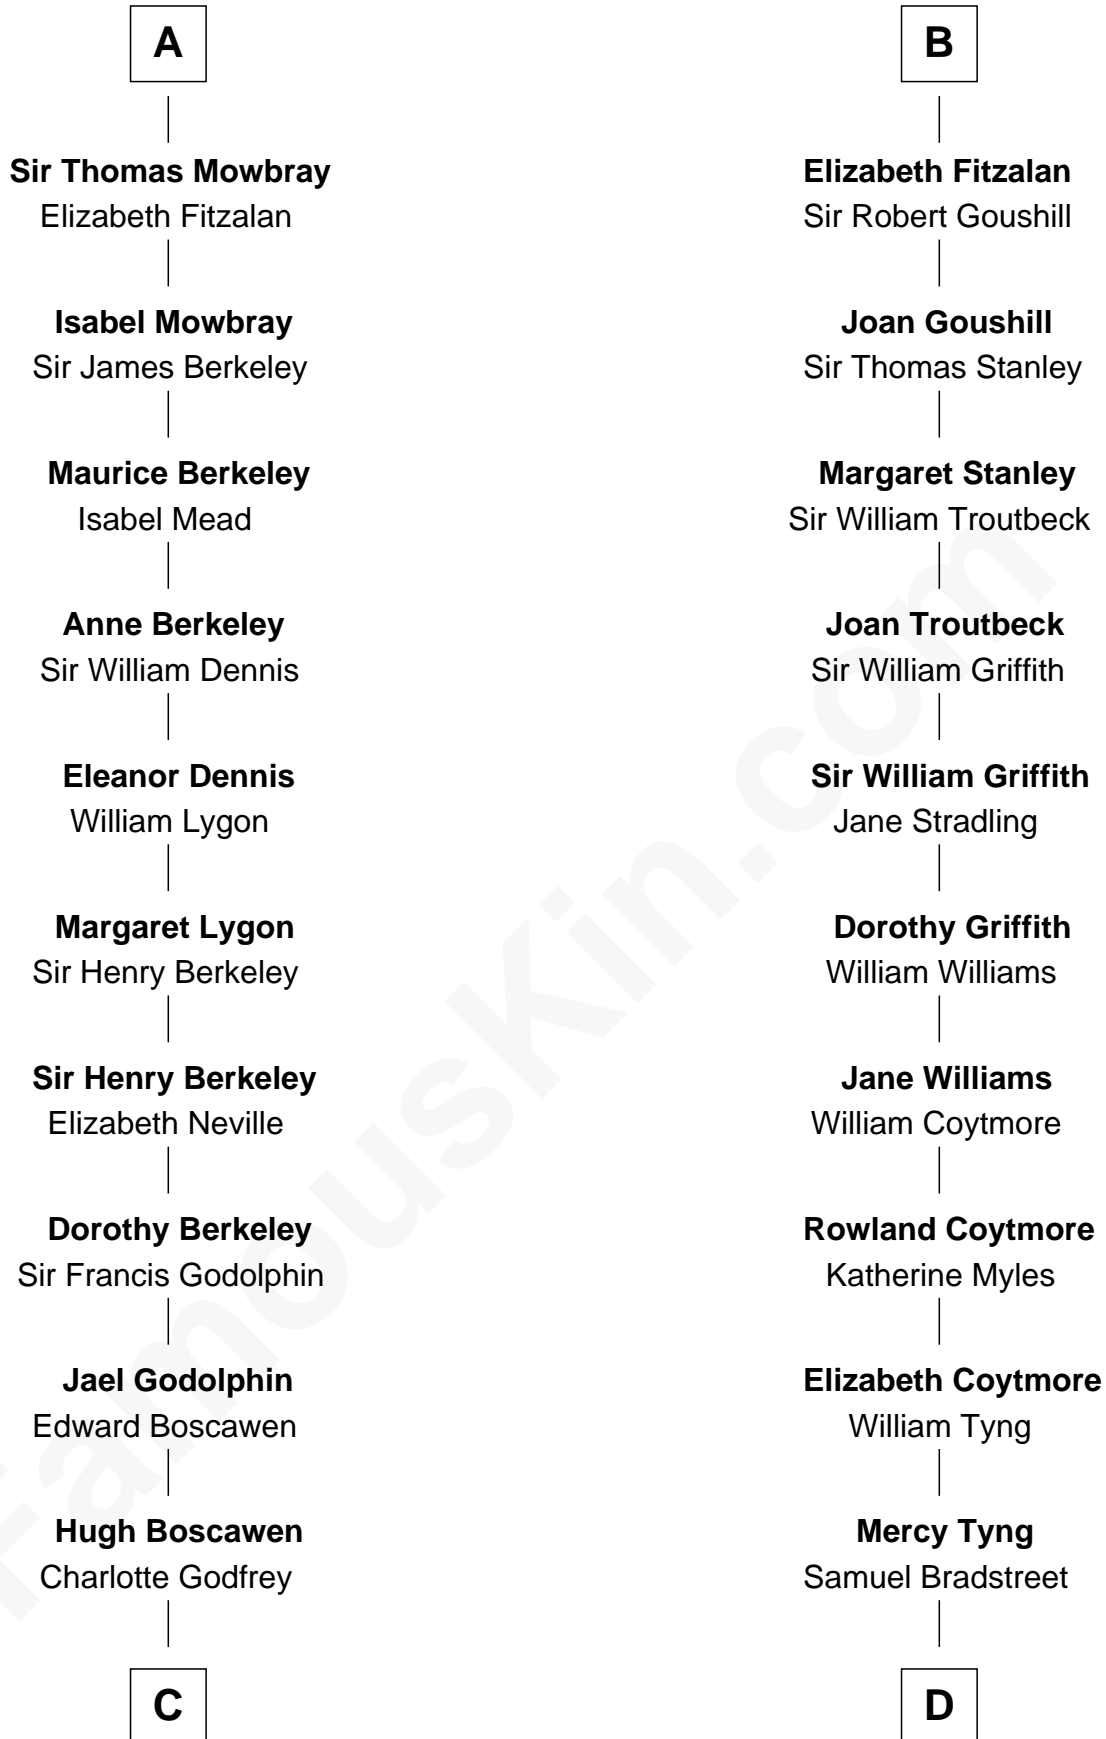 A
Sir Thomas Mowbray
Elizabeth Fitzalan
Isabel Mowbray
Sir James Berkeley
Maurice Berkeley
Isabel Mead
Anne Berkeley
Sir William Dennis
Eleanor Dennis
William Lygon
Margaret Lygon
Sir Henry Berkeley
Sir Henry Berkeley
Elizabeth Neville
Dorothy Berkeley
Sir Francis Godolphin
Jael Godolphin
Edward Boscawen
Hugh Boscawen
Charlotte Godfrey
C
B
Elizabeth Fitzalan
Sir Robert Goushill
Joan Goushill
Sir Thomas Stanley
Margaret Stanley
Sir William Troutbeck
Joan Troutbeck
Sir William Griffith
Sir William Griffith
Jane Stradling
Dorothy Griffith
William Williams
Jane Williams
William Coytmore
Rowland Coytmore
Katherine Myles
Elizabeth Coytmore
William Tyng
Mercy Tyng
Samuel Bradstreet
D
FamousKin.com